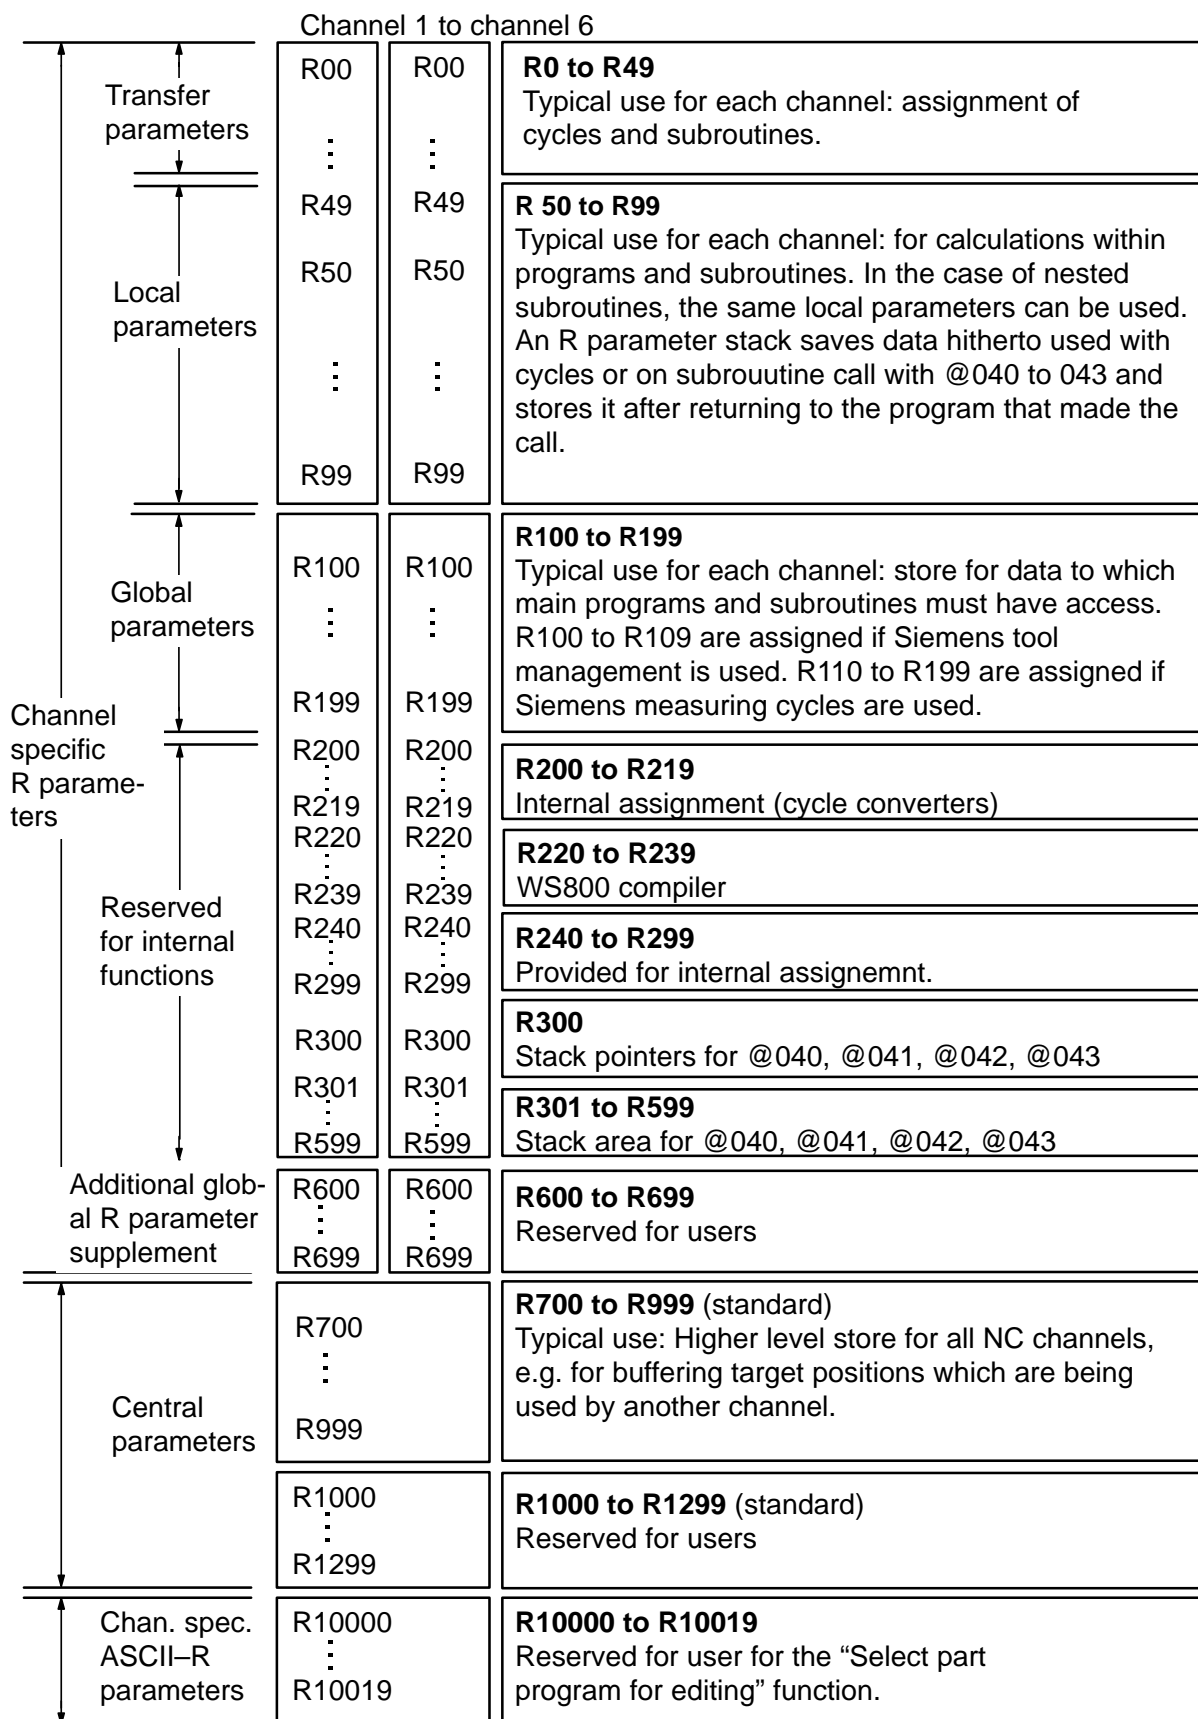 Channel 1 to channel 6
Transfer
parameters
R00
R00
R49
R49
R0 to R49
Typical use for each channel: assignment of
cycles and subroutines.
Local
parameters
R50
R50
R99
R99
R 50 to R99
Typical use for each channel: for calculations within
programs and subroutines. In the case of nested
subroutines, the same local parameters can be used.
An R parameter stack saves data hitherto used with
cycles or on subrouutine call with @040 to 043 and
stores it after returning to the program that made the
call.
Global
parameters
R100
R100
R199
R199
R100 to R199
Typical use for each channel: store for data to which
main programs and subroutines must have access.
R100 to R109 are assigned if Siemens tool
management is used. R110 to R199 are assigned if
Siemens measuring cycles are used.
Channel
specific
R parame-
ters
Reserved
for internal
functions
R200
R200
R219
R219
R200 to R219
Internal assignment (cycle converters)
R220
R220
R239
R239
R220 to R239
WS800 compiler
R240
R240
R299
R299
R240 to R299
Provided for internal assignemnt.
R300
R300
R300
Stack pointers for @040, @041, @042, @043
R301
R301
R599
R599
R301 to R599
Stack area for @040, @041, @042, @043
Additional glob-
al R parameter
supplement
R600
R600
R699
R699
R600 to R699
Reserved for users
Central
parameters
R700
R999
R700 to R999 (standard)
Typical use: Higher level store for all NC channels,
e.g. for buffering target positions which are being
used by another channel.
R1000
R1299
R1000 to R1299 (standard)
Reserved for users
Chan. spec.
ASCII–R
parameters
R10000
R10019
R10000 to R10019
Reserved for user for the “Select part
program for editing” function.